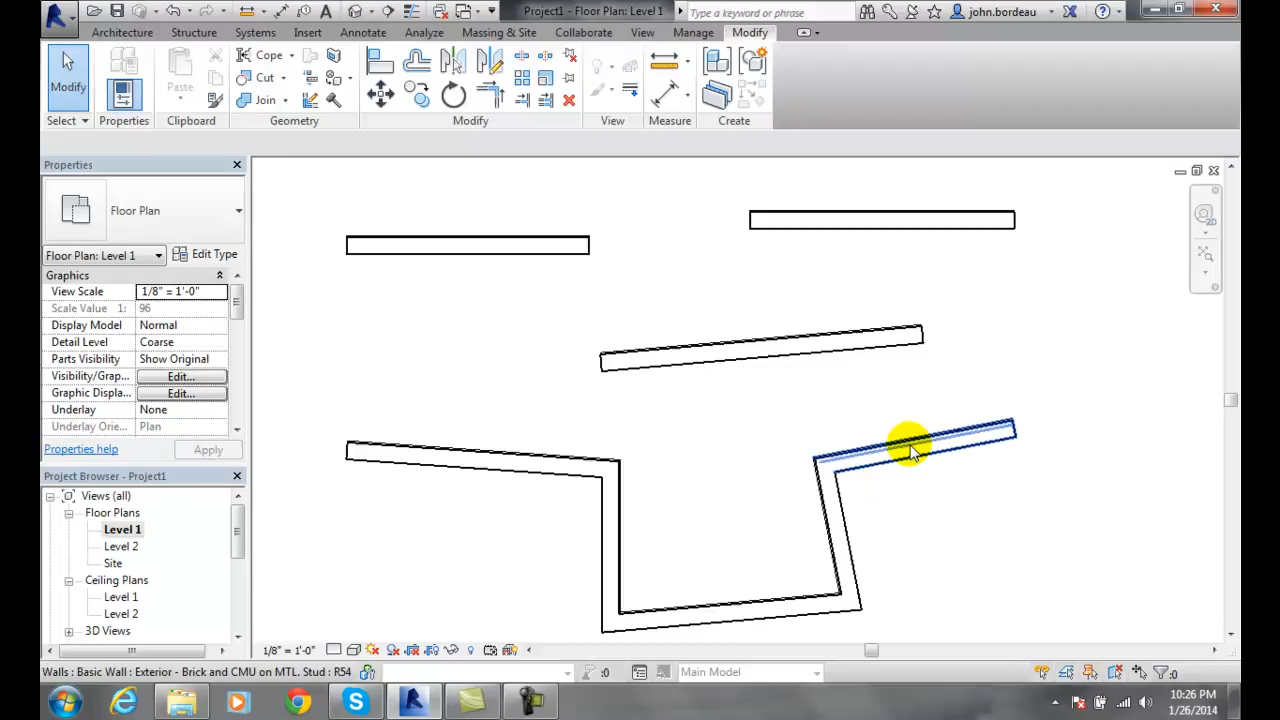 Project1 - Floor Plan: Level 1
Type a keyword or phrase
john.bordeau
Architecture
Structure
Systems
Insert
Annotate
Analyze
Massing & Site
Collaborate
View
Manage
Modify
Modify
Paste
Cope
Cut
Join
Select
Properties
Clipboard
Geometry
Modify
View
Measure
Create
Properties
Floor Plan
Floor Plan: Level 1
Edit Type
Graphics
View Scale
1/8" = 1'-0"
Scale Value 1:
96
Display Model
Normal
Detail Level
Coarse
Parts Visibility
Show Original
Visibility/Grap...
Edit...
Graphic Displa...
Edit...
Underlay
None
Underlay Orie...
Plan
Properties help
Apply
Project Browser - Project1
Views (all)
Floor Plans
Level 1
Level 2
Site
Ceiling Plans
Level 1
Level 2
3D Views
1/8" = 1'-0"
Walls : Basic Wall : Exterior - Brick and CMU on MTL. Stud : R54
:0
Main Model
:0
2D
10:26 PM
1/26/2014